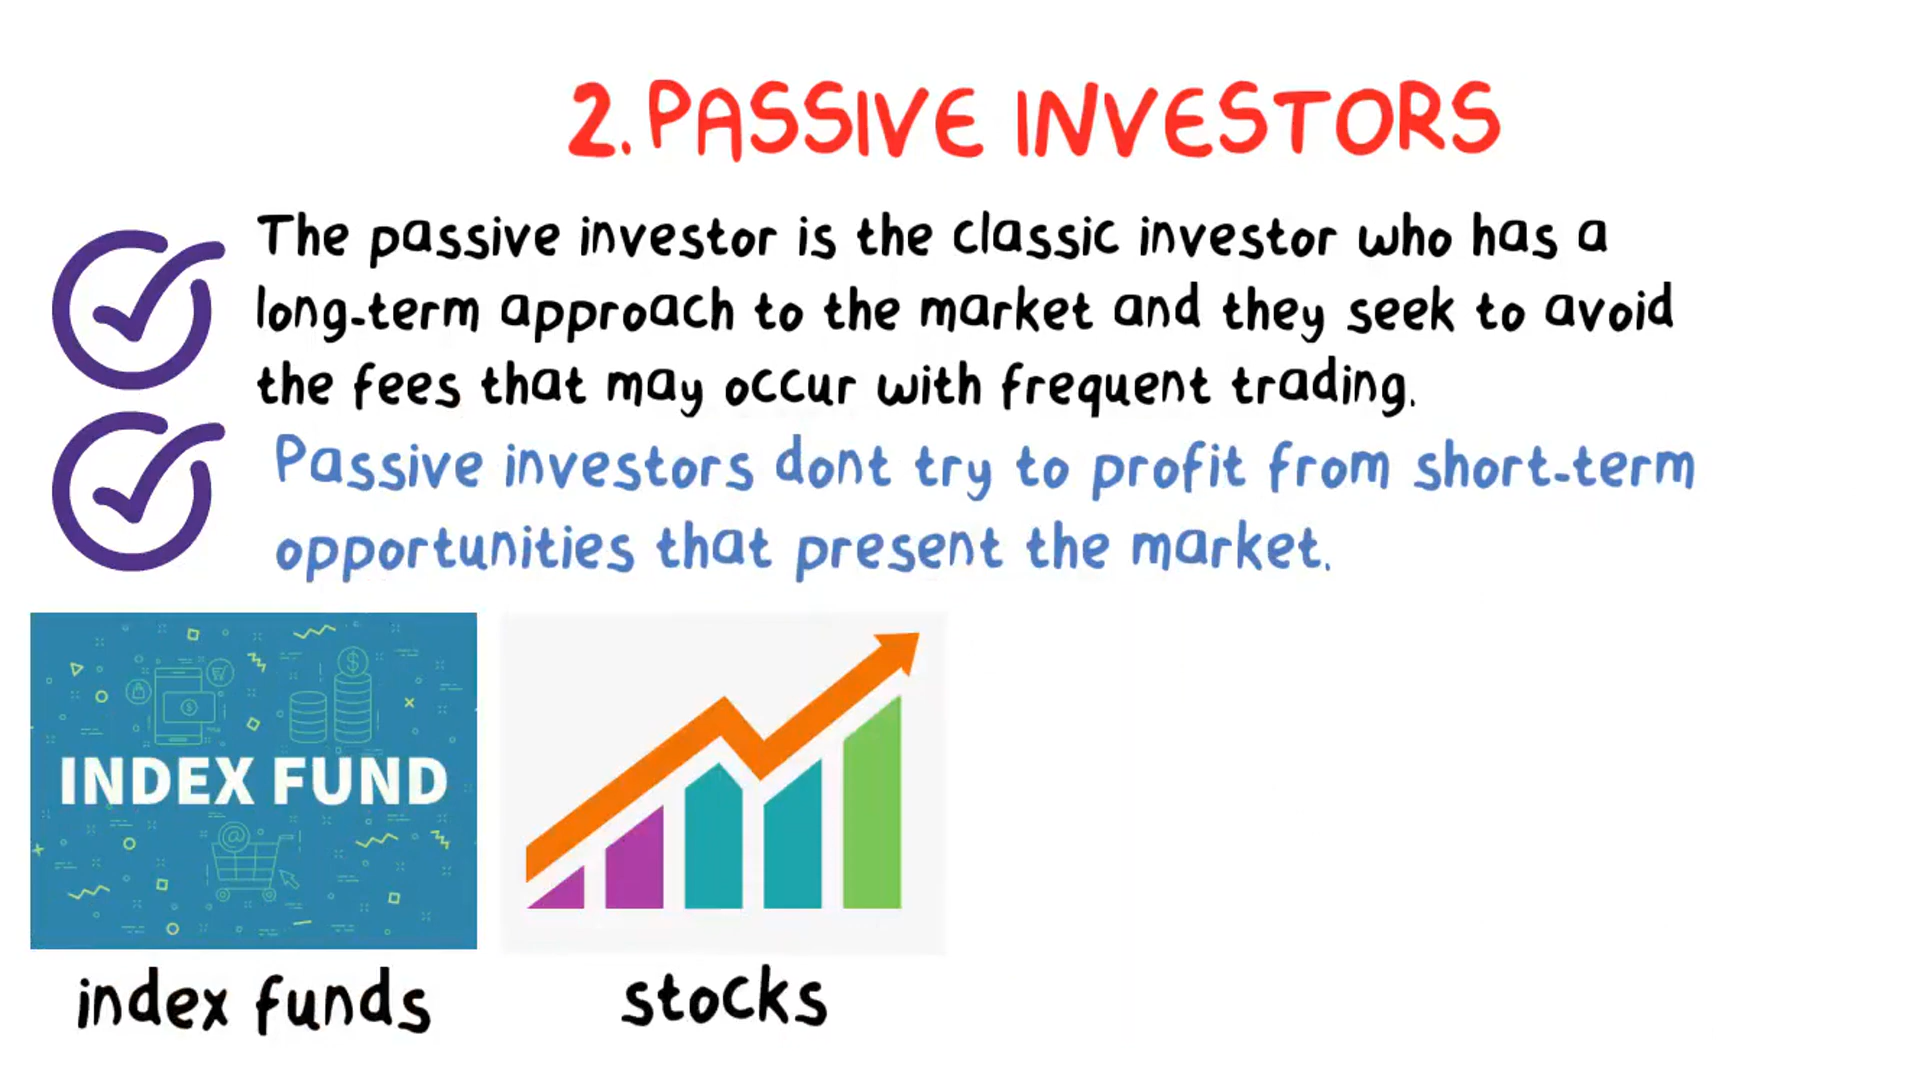 2. PASSIVE INVESTORS
The passive investor is the classic investor who has a
long-term approach to the market and they seek to avoid
the fees that may occur with frequent trading.
Passive investors dont try to profit from short-term
opportunities that present the market.
INDEX FUND
index funds
stocks